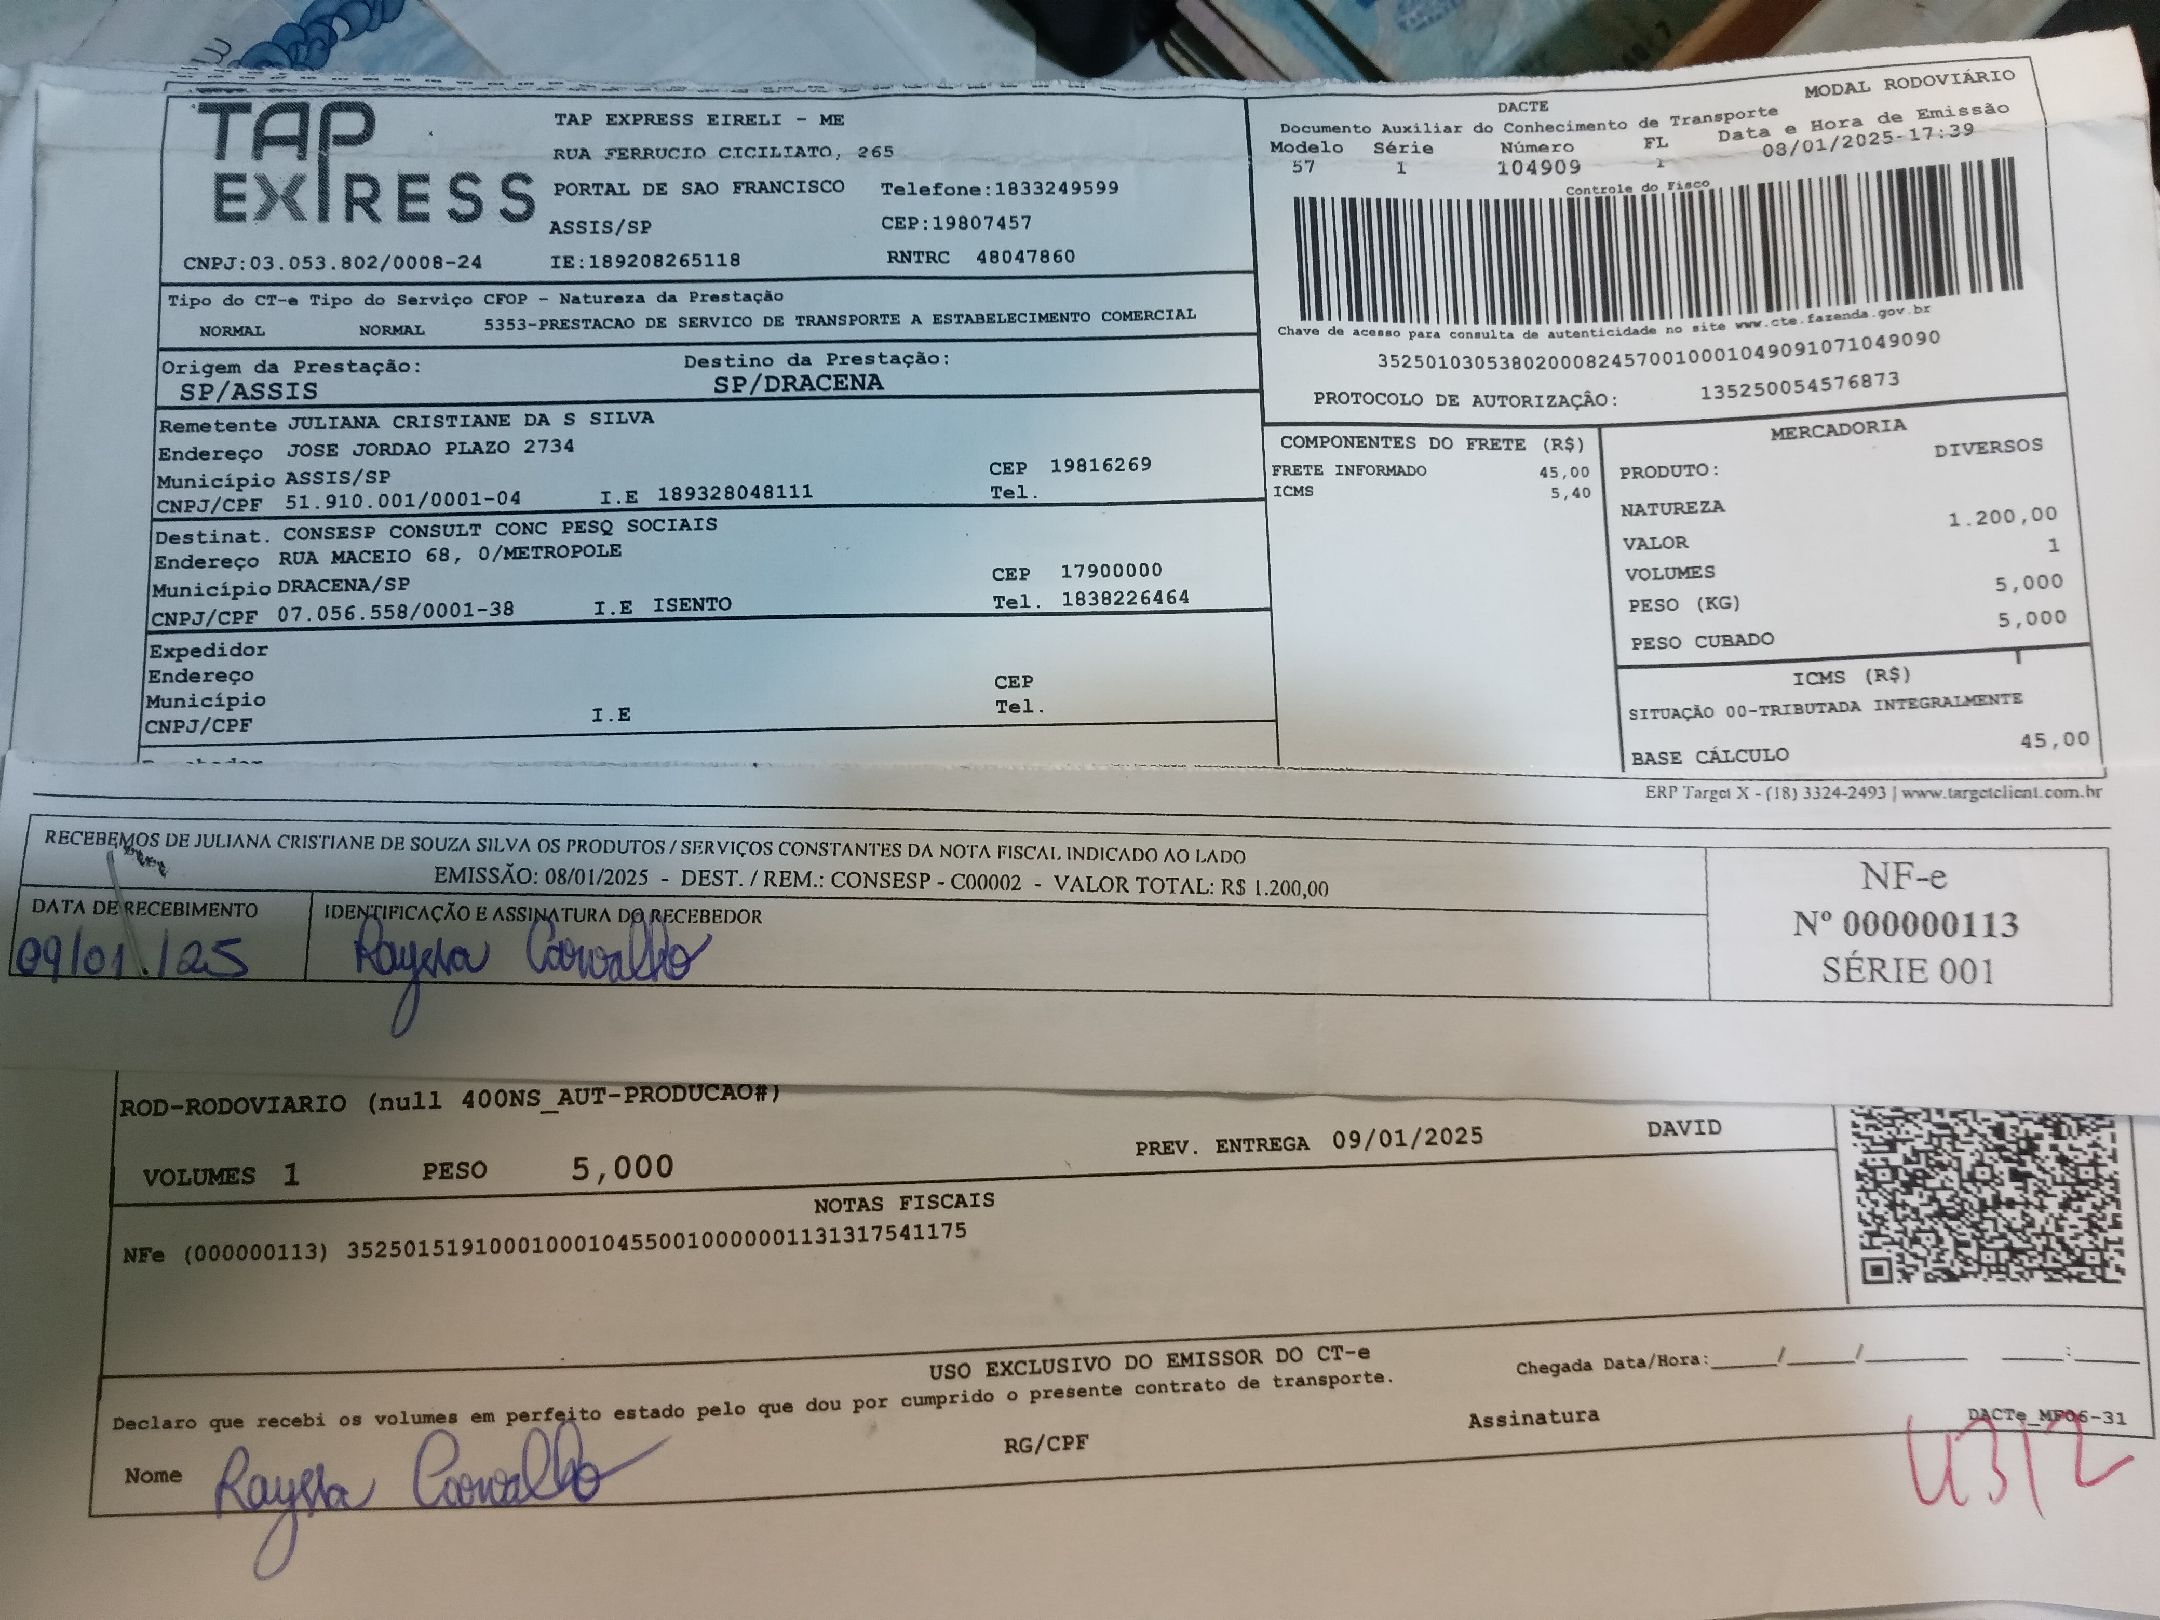 TAP EXPRESS
TAP EXPRESS EIRELI - ME
RUA FERRUCIO CICILIATO, 265
PORTAL DE SAO FRANCISCO Telefone:1833249599
ASSIS/SP CEP:19807457
CNPJ:03.053.802/0008-24 IE:189208265118 RNTRC 48047860
MODAL RODOVIÁRIO
DACTE
Documento Auxiliar do Conhecimento de Transporte
Modelo Série Número FL Data e Hora de Emissão
57 1 104909 1 08/01/2025-17:39
Controle do Fisco
Chave de acesso para consulta de autenticidade no site www.cte.fazenda.gov.br
35250103053802000824570010001049091071049090
PROTOCOLO DE AUTORIZAÇÂO: 135250054576873
Tipo do CT-e Tipo do Serviço CFOP - Natureza da Prestação
NORMAL NORMAL 5353-PRESTACAO DE SERVICO DE TRANSPORTE A ESTABELECIMENTO COMERCIAL
Origem da Prestação: Destino da Prestação:
SP/ASSIS SP/DRACENA
Remetente JULIANA CRISTIANE DA S SILVA
Endereço JOSE JORDAO PLAZO 2734
Município ASSIS/SP CEP 19816269
CNPJ/CPF 51.910.001/0001-04 I.E 189328048111 Tel.
Destinat. CONSESP CONSULT CONC PESQ SOCIAIS
Endereço RUA MACEIO 68, 0/METROPOLE
Município DRACENA/SP CEP 17900000
CNPJ/CPF 07.056.558/0001-38 I.E ISENTO Tel. 1838226464
Expedidor
Endereço
Município CEP
CNPJ/CPF I.E Tel.
COMPONENTES DO FRETE (R$)
FRETE INFORMADO 45,00
ICMS 5,40
MERCADORIA
PRODUTO: DIVERSOS
NATUREZA
VALOR 1.200,00
VOLUMES 1
PESO (KG) 5,000
PESO CUBADO 5,000
ICMS (R$)
SITUAÇÃO 00-TRIBUTADA INTEGRALMENTE
BASE CÁLCULO 45,00
ERP Target X - (18) 3324-2493 | www.targetclient.com.br
RECEBEMOS DE JULIANA CRISTIANE DE SOUZA SILVA OS PRODUTOS / SERVIÇOS CONSTANTES DA NOTA FISCAL INDICADO AO LADO
EMISSÃO: 08/01/2025 - DEST. / REM.: CONSESP - C00002 - VALOR TOTAL: R$ 1.200,00
DATA DE RECEBIMENTO IDENTIFICAÇÃO E ASSINATURA DO RECEBEDOR
09/01/25 Rayssa Carvalho
NF-e
Nº 000000113
SÉRIE 001
ROD-RODOVIARIO (null 400NS_AUT-PRODUCAO#)
VOLUMES 1 PESO 5,000 PREV. ENTREGA 09/01/2025 DAVID
NOTAS FISCAIS
NFe (000000113) 35250151910001000104550010000001131317541175
USO EXCLUSIVO DO EMISSOR DO CT-e
Declaro que recebi os volumes em perfeito estado pelo que dou por cumprido o presente contrato de transporte.
Chegada Data/Hora:_____/_____/_______ ____:_____
Nome Rayssa Carvalho RG/CPF Assinatura
DACTe_MF06-31
4312